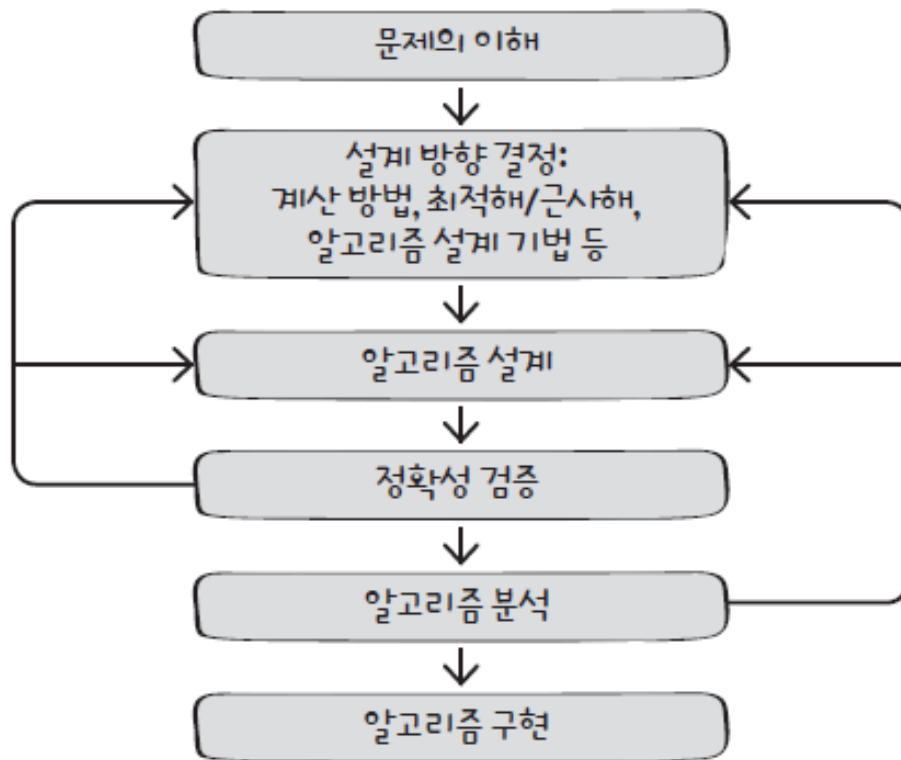 문제의 이해
설계 방향 결정:
계산 방법, 최적해/근사해,
알고리즘 설계 기법 등
알고리즘 설계
정확성 검증
알고리즘 분석
알고리즘 구현